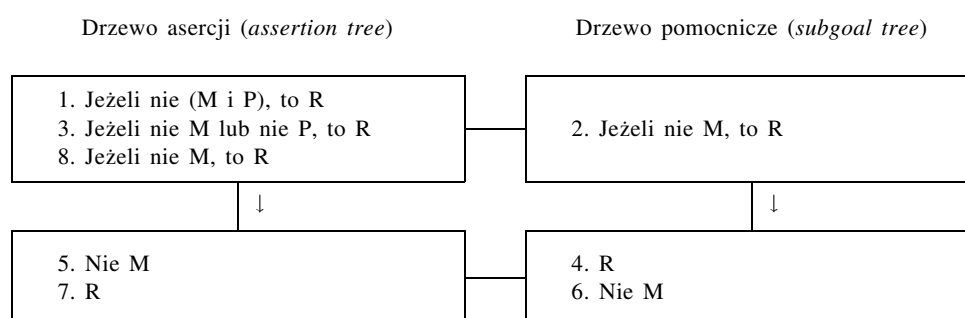 Drzewo asercji (assertion tree)
Drzewo pomocnicze (subgoal tree)
1. Jeżeli nie (M i P), to R
3. Jeżeli nie M lub nie P, to R
8. Jeżeli nie M, to R
2. Jeżeli nie M, to R
↓
↓
5. Nie M
7. R
4. R
6. Nie M